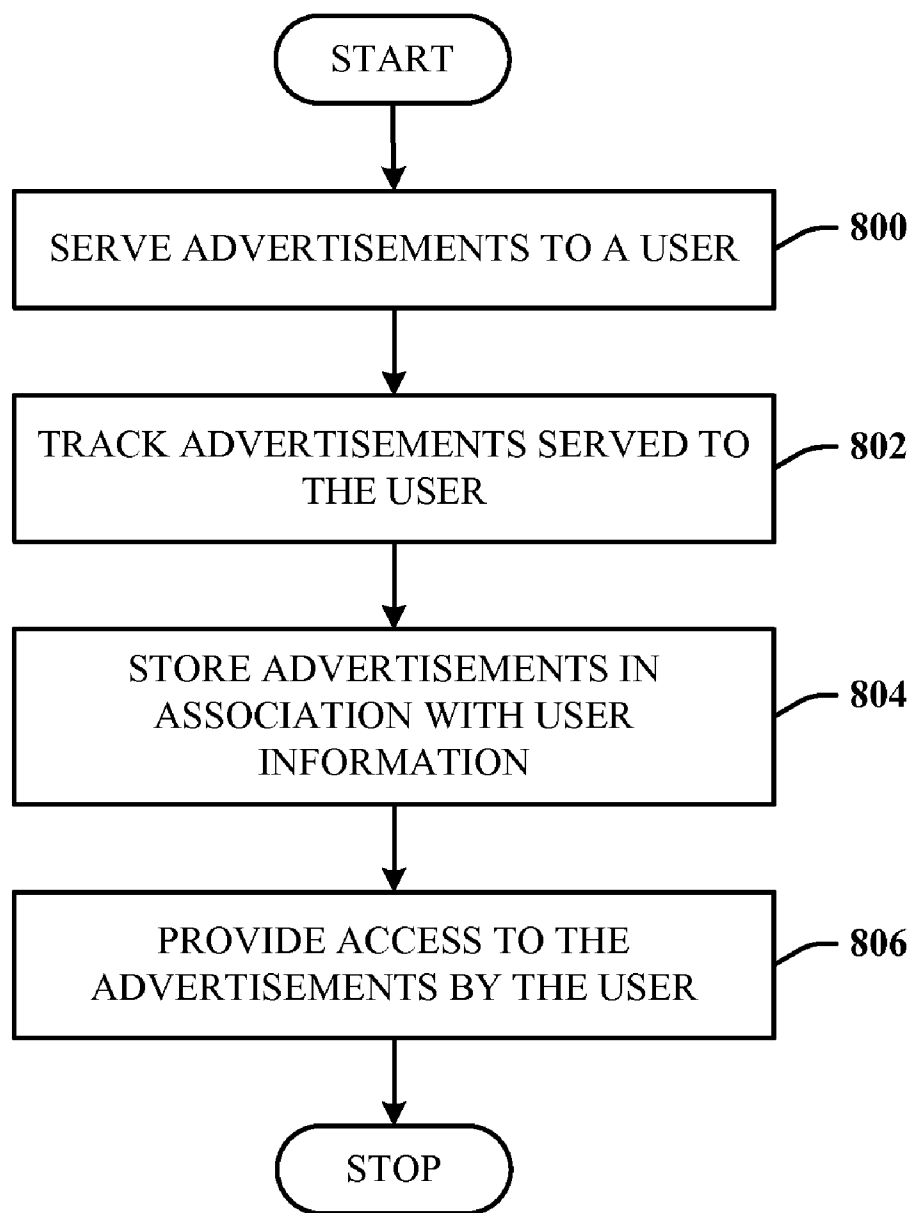 START
SERVE ADVERTISEMENTS TO A USER
800
TRACK ADVERTISEMENTS SERVED TO
THE USER
802
STORE ADVERTISEMENTS IN
ASSOCIATION WITH USER
INFORMATION
804
PROVIDE ACCESS TO THE
ADVERTISEMENTS BY THE USER
806
STOP